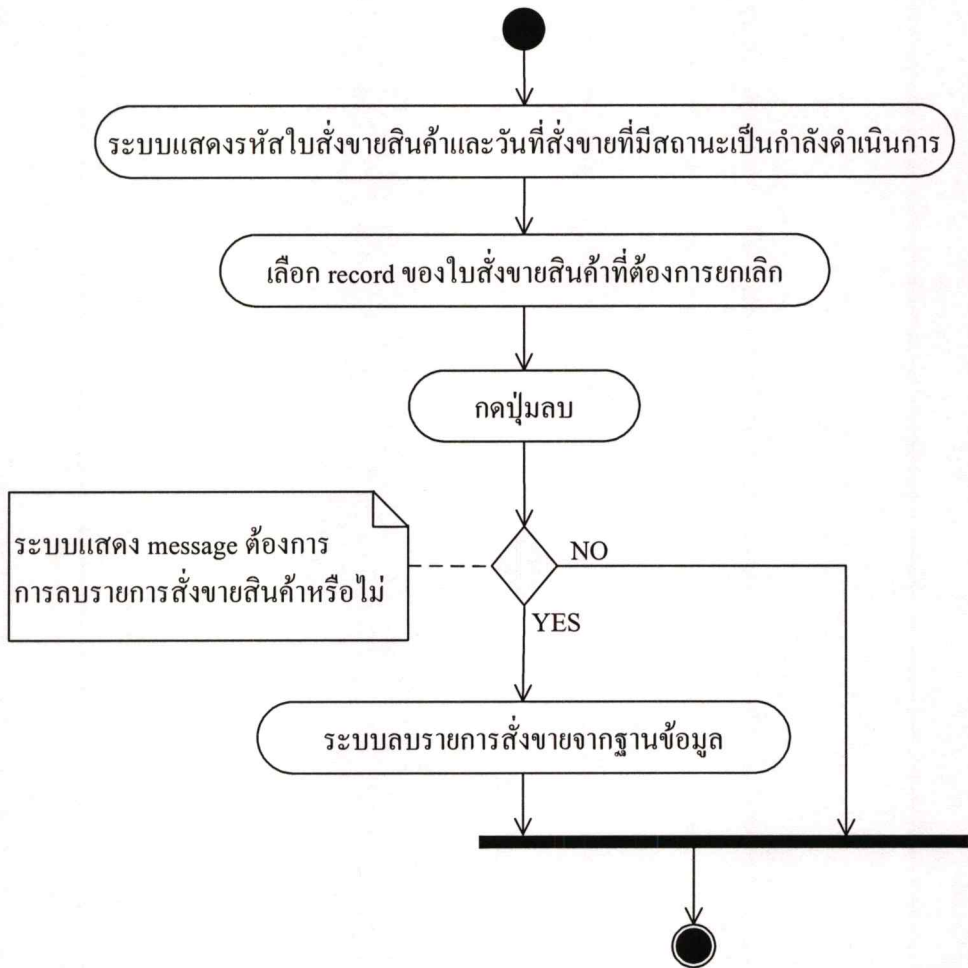 ระบบแสดงรหัสใบสั่งขายสินค้าและวันที่สั่งขายที่มีสถานะเป็นกำลังดำเนินการ
เลือก record ของใบสั่งขายสินค้าที่ต้องการยกเลิก
กดปุ่มลบ
ระบบแสดง message ต้องการ
การลบรายการสั่งขายสินค้าหรือไม่
NO
YES
ระบบลบรายการสั่งขายจากฐานข้อมูล